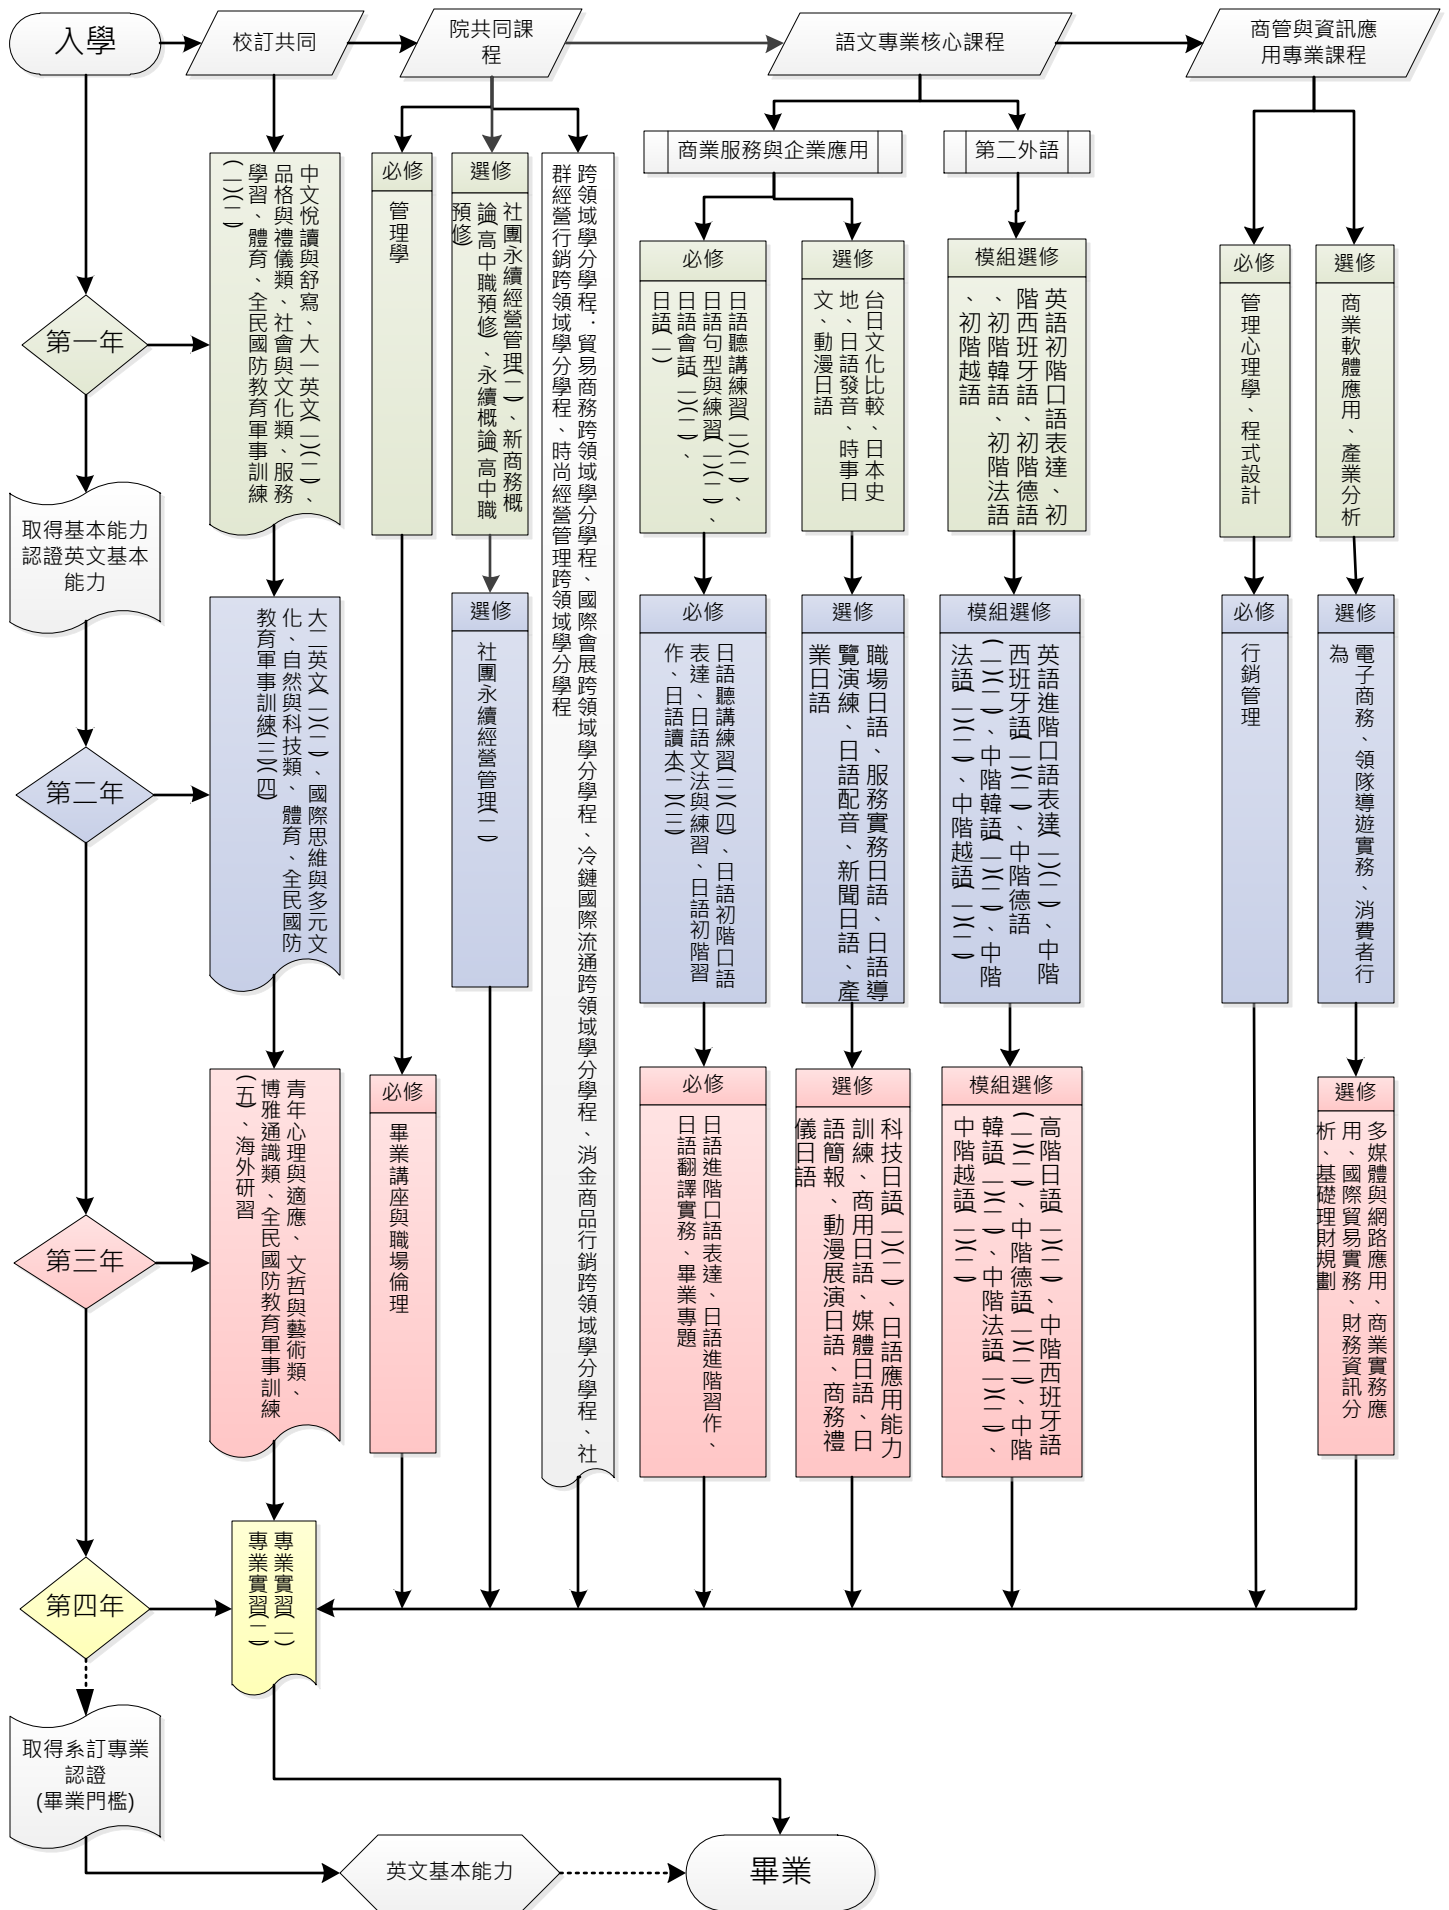 入學
校訂共同
院共同課
程
語文專業核心課程
商管與資訊應
用專業課程
商業服務與企業應用
第二外語
第一年
中文悅讀與舒寫、大一英文(一)(二)、
品格與禮儀類、社會與文化類、服務
學習、體育、全民國防教育軍事訓練
(一)(二)
必修
管理學
選修
社團永續經營管理(一)、新商務概
論(高中職預修)、永續概論(高中職
預修)
跨領域學分學程：貿易商務跨領域學分學程、國際會展跨領域學分學程、冷鏈國際流通跨領域學分學程、消金商品行銷跨領域學分學程、社
群經營行銷跨領域學分學程、時尚經營管理跨領域學分學程
必修
日語聽講練習(一)(二)、
日語句型與練習(一)(二)、
日語會話(一)(二)、
日語(一)
選修
台日文化比較、日本史
地、日語發音、時事日
文、動漫日語
模組選修
英語初階口語表達、初
階西班牙語、初階德語
、初階韓語、初階法語
、初階越語
必修
管理心理學、程式設計
選修
商業軟體應用、產業分析
取得基本能力
認證英文基本
能力
第二年
大二英文(一)(二)、國際思維與多元文
化、自然與科技類、體育、全民國防
教育軍事訓練(三)(四)
選修
社團永續經營管理(二)
必修
日語聽講練習(三)(四)、日語初階口語
表達、日語文法與練習、日語初階習
作、日語讀本(一)(二)
選修
職場日語、服務實務日語、日語導
覽演練、日語配音、新聞日語、產
業日語
模組選修
英語進階口語表達(一)(二)、中階
西班牙語(一)(二)、中階德語
(一)(二)、中階韓語(一)(二)、中階
法語(一)(二)、中階越語(一)(二)
必修
行銷管理
選修
電子商務、領隊導遊實務、消費者行
為
第三年
青年心理與適應、文哲與藝術類、
博雅通識類、全民國防教育軍事訓練
(五)、海外研習
必修
畢業講座與職場倫理
必修
日語進階口語表達、日語進階習作、
日語翻譯實務、畢業專題
選修
科技日語(一)(二)、日語應用能力
訓練、商用日語、媒體日語、日
語簡報、動漫展演日語、商務禮
儀日語
模組選修
高階日語(一)(二)、中階西班牙語
(一)(二)、中階德語(一)(二)、中階
韓語(一)(二)、中階法語(一)(二)、
中階越語(一)(二)
選修
多媒體與網路應用、商業實務應
用、國際貿易實務、財務資訊分
析、基礎理財規劃
第四年
專業實習(一)
專業實習(二)
取得系訂專業
認證
(畢業門檻)
英文基本能力
畢業